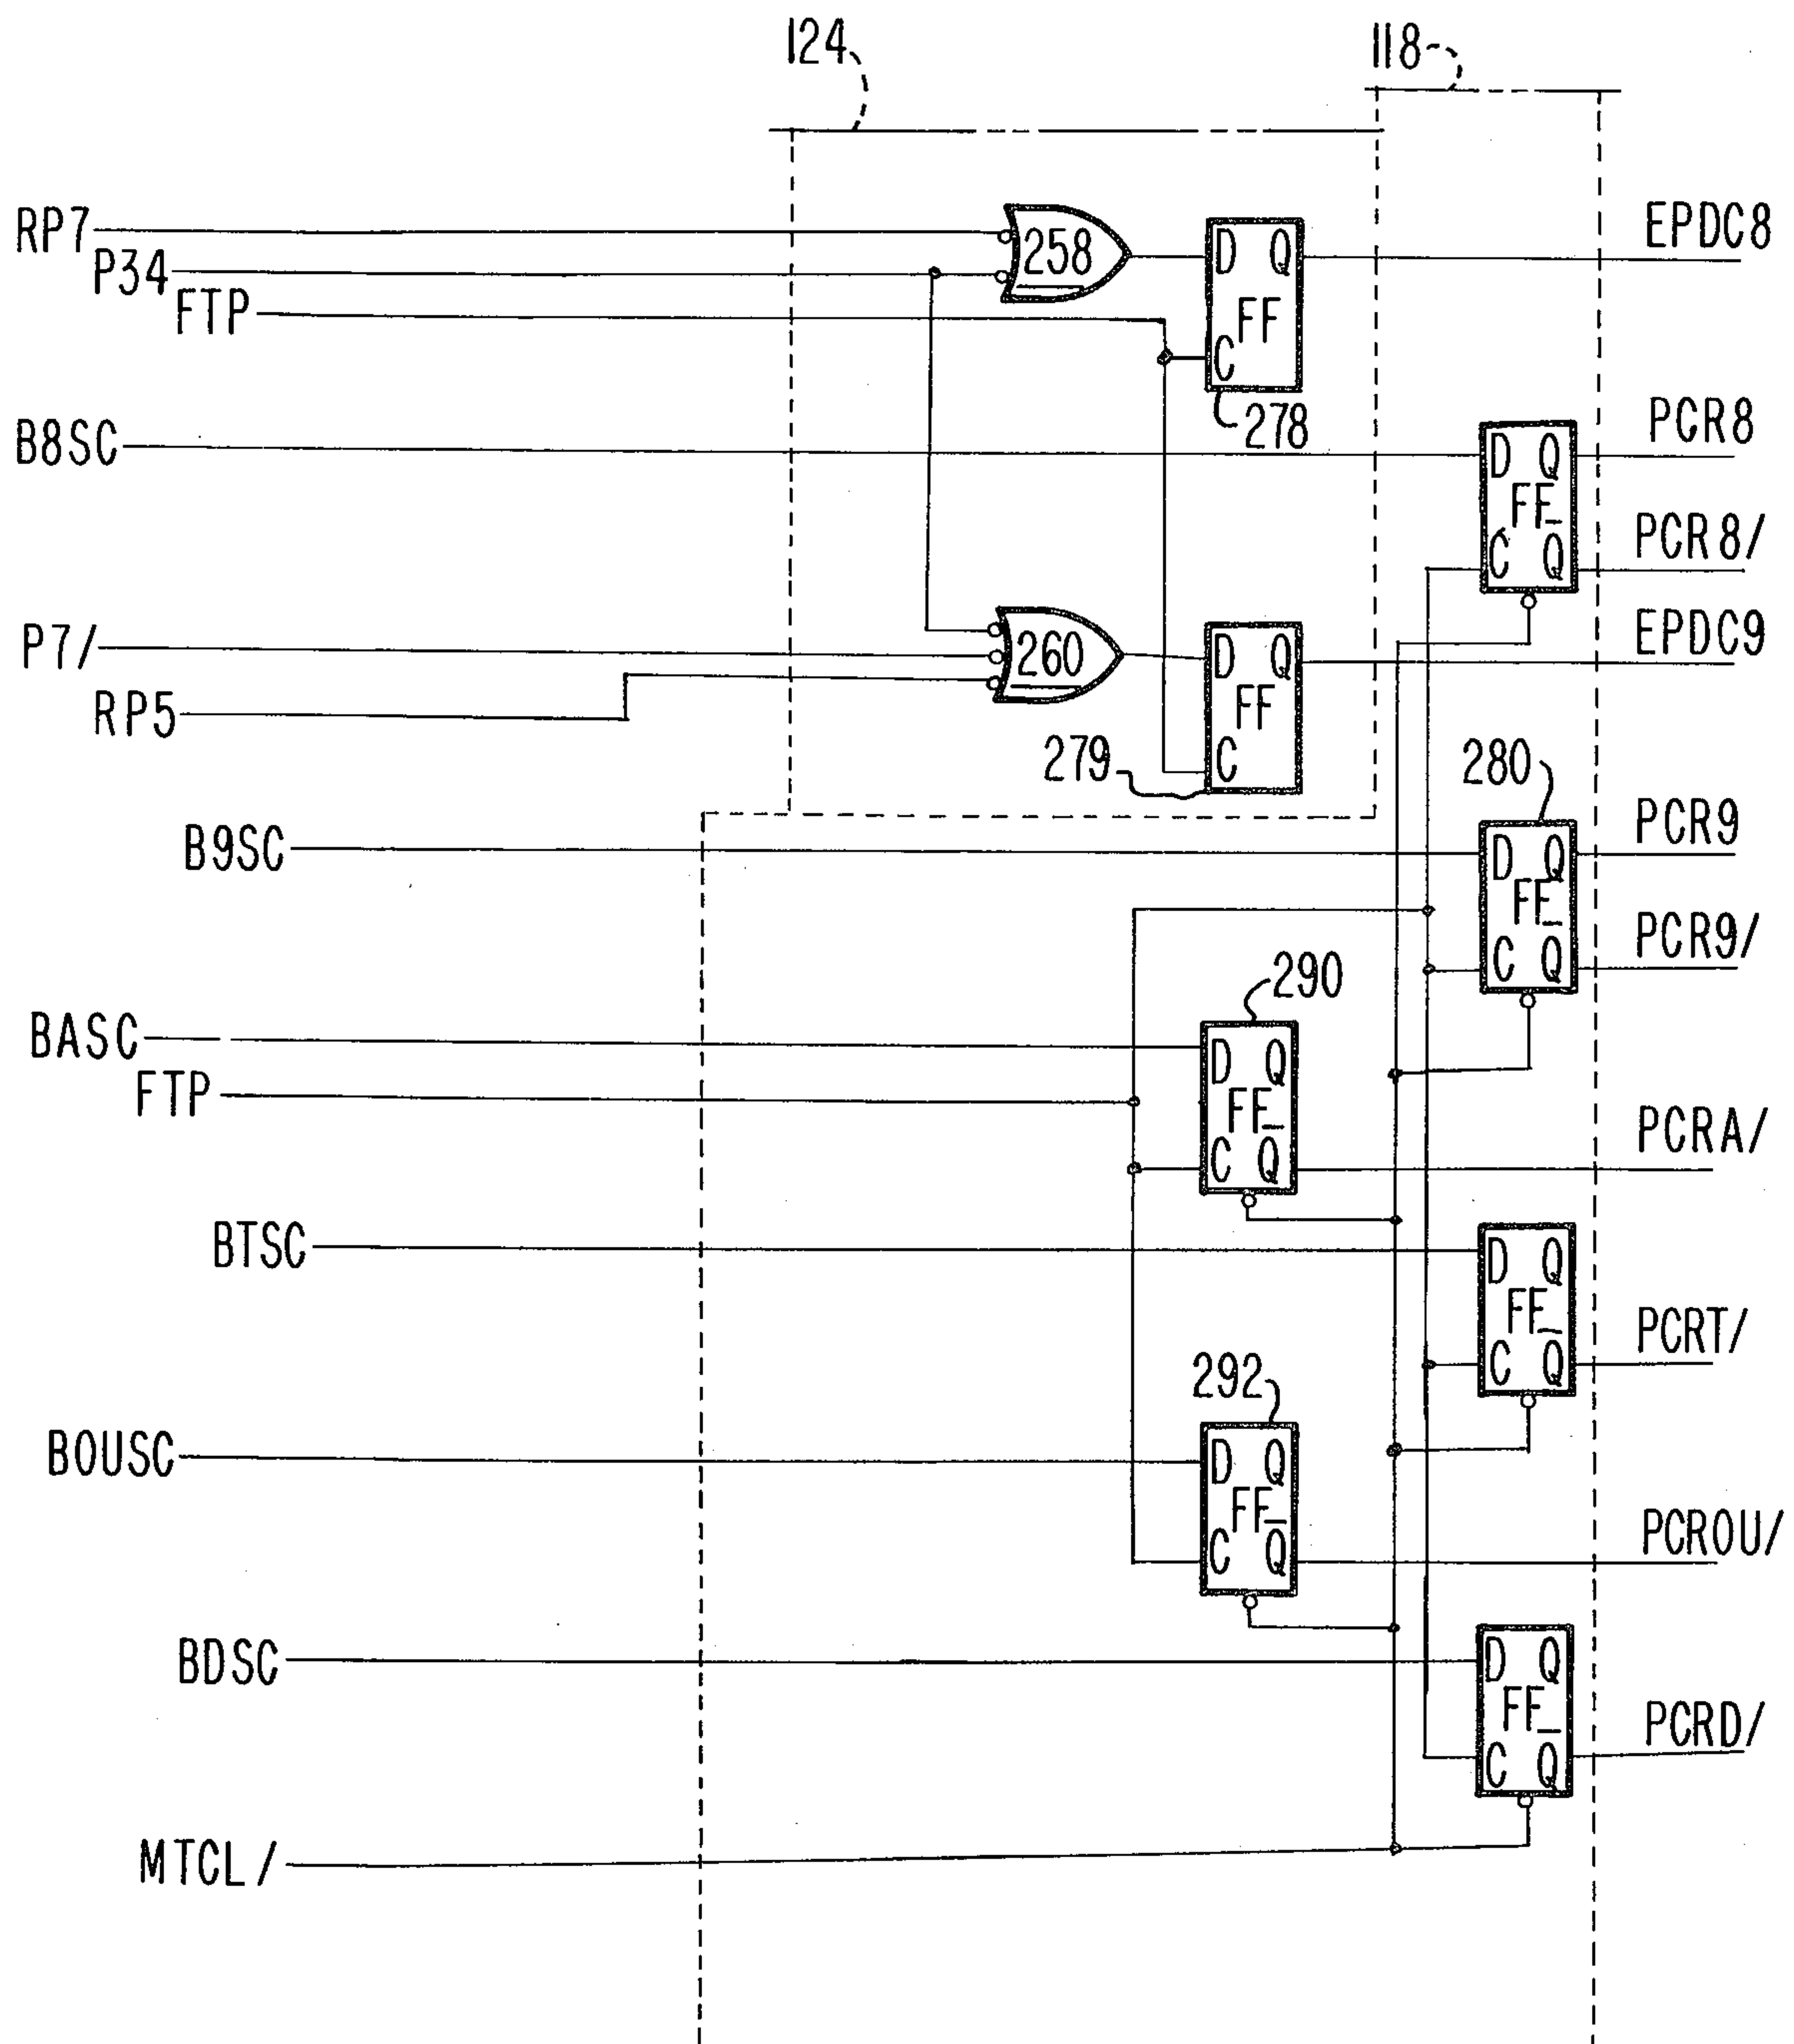 124
118
RP7
258
D Q
EPDC8
P34
FTP
FF
C
278
B8SC
D Q
PCR8
FF
C Q
PCR8/
P7/
260
D Q
EPDC9
RP5
FF
279
C
280
B9SC
D Q
PCR9
FF
C Q
PCR9/
290
BASC
D Q
FTP
FF
C Q
PCRA/
BTSC
D Q
FF
C Q
PCRT/
292
BOUSC
D Q
FF
C Q
PCROU/
BDSC
D Q
FF
C Q
PCRD/
MTCL/